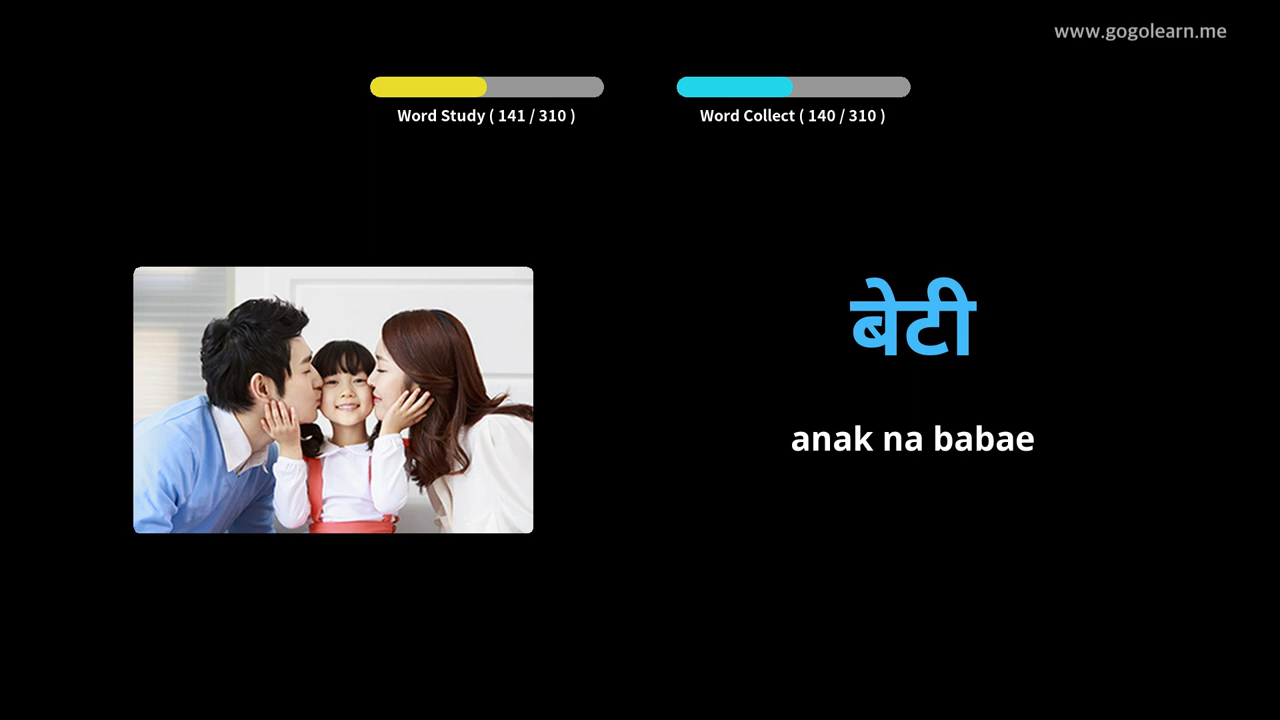 www.gogolearn.me
Word Study ( 141 / 310 )
Word Collect ( 140 / 310 )
बेटी
anak na babae